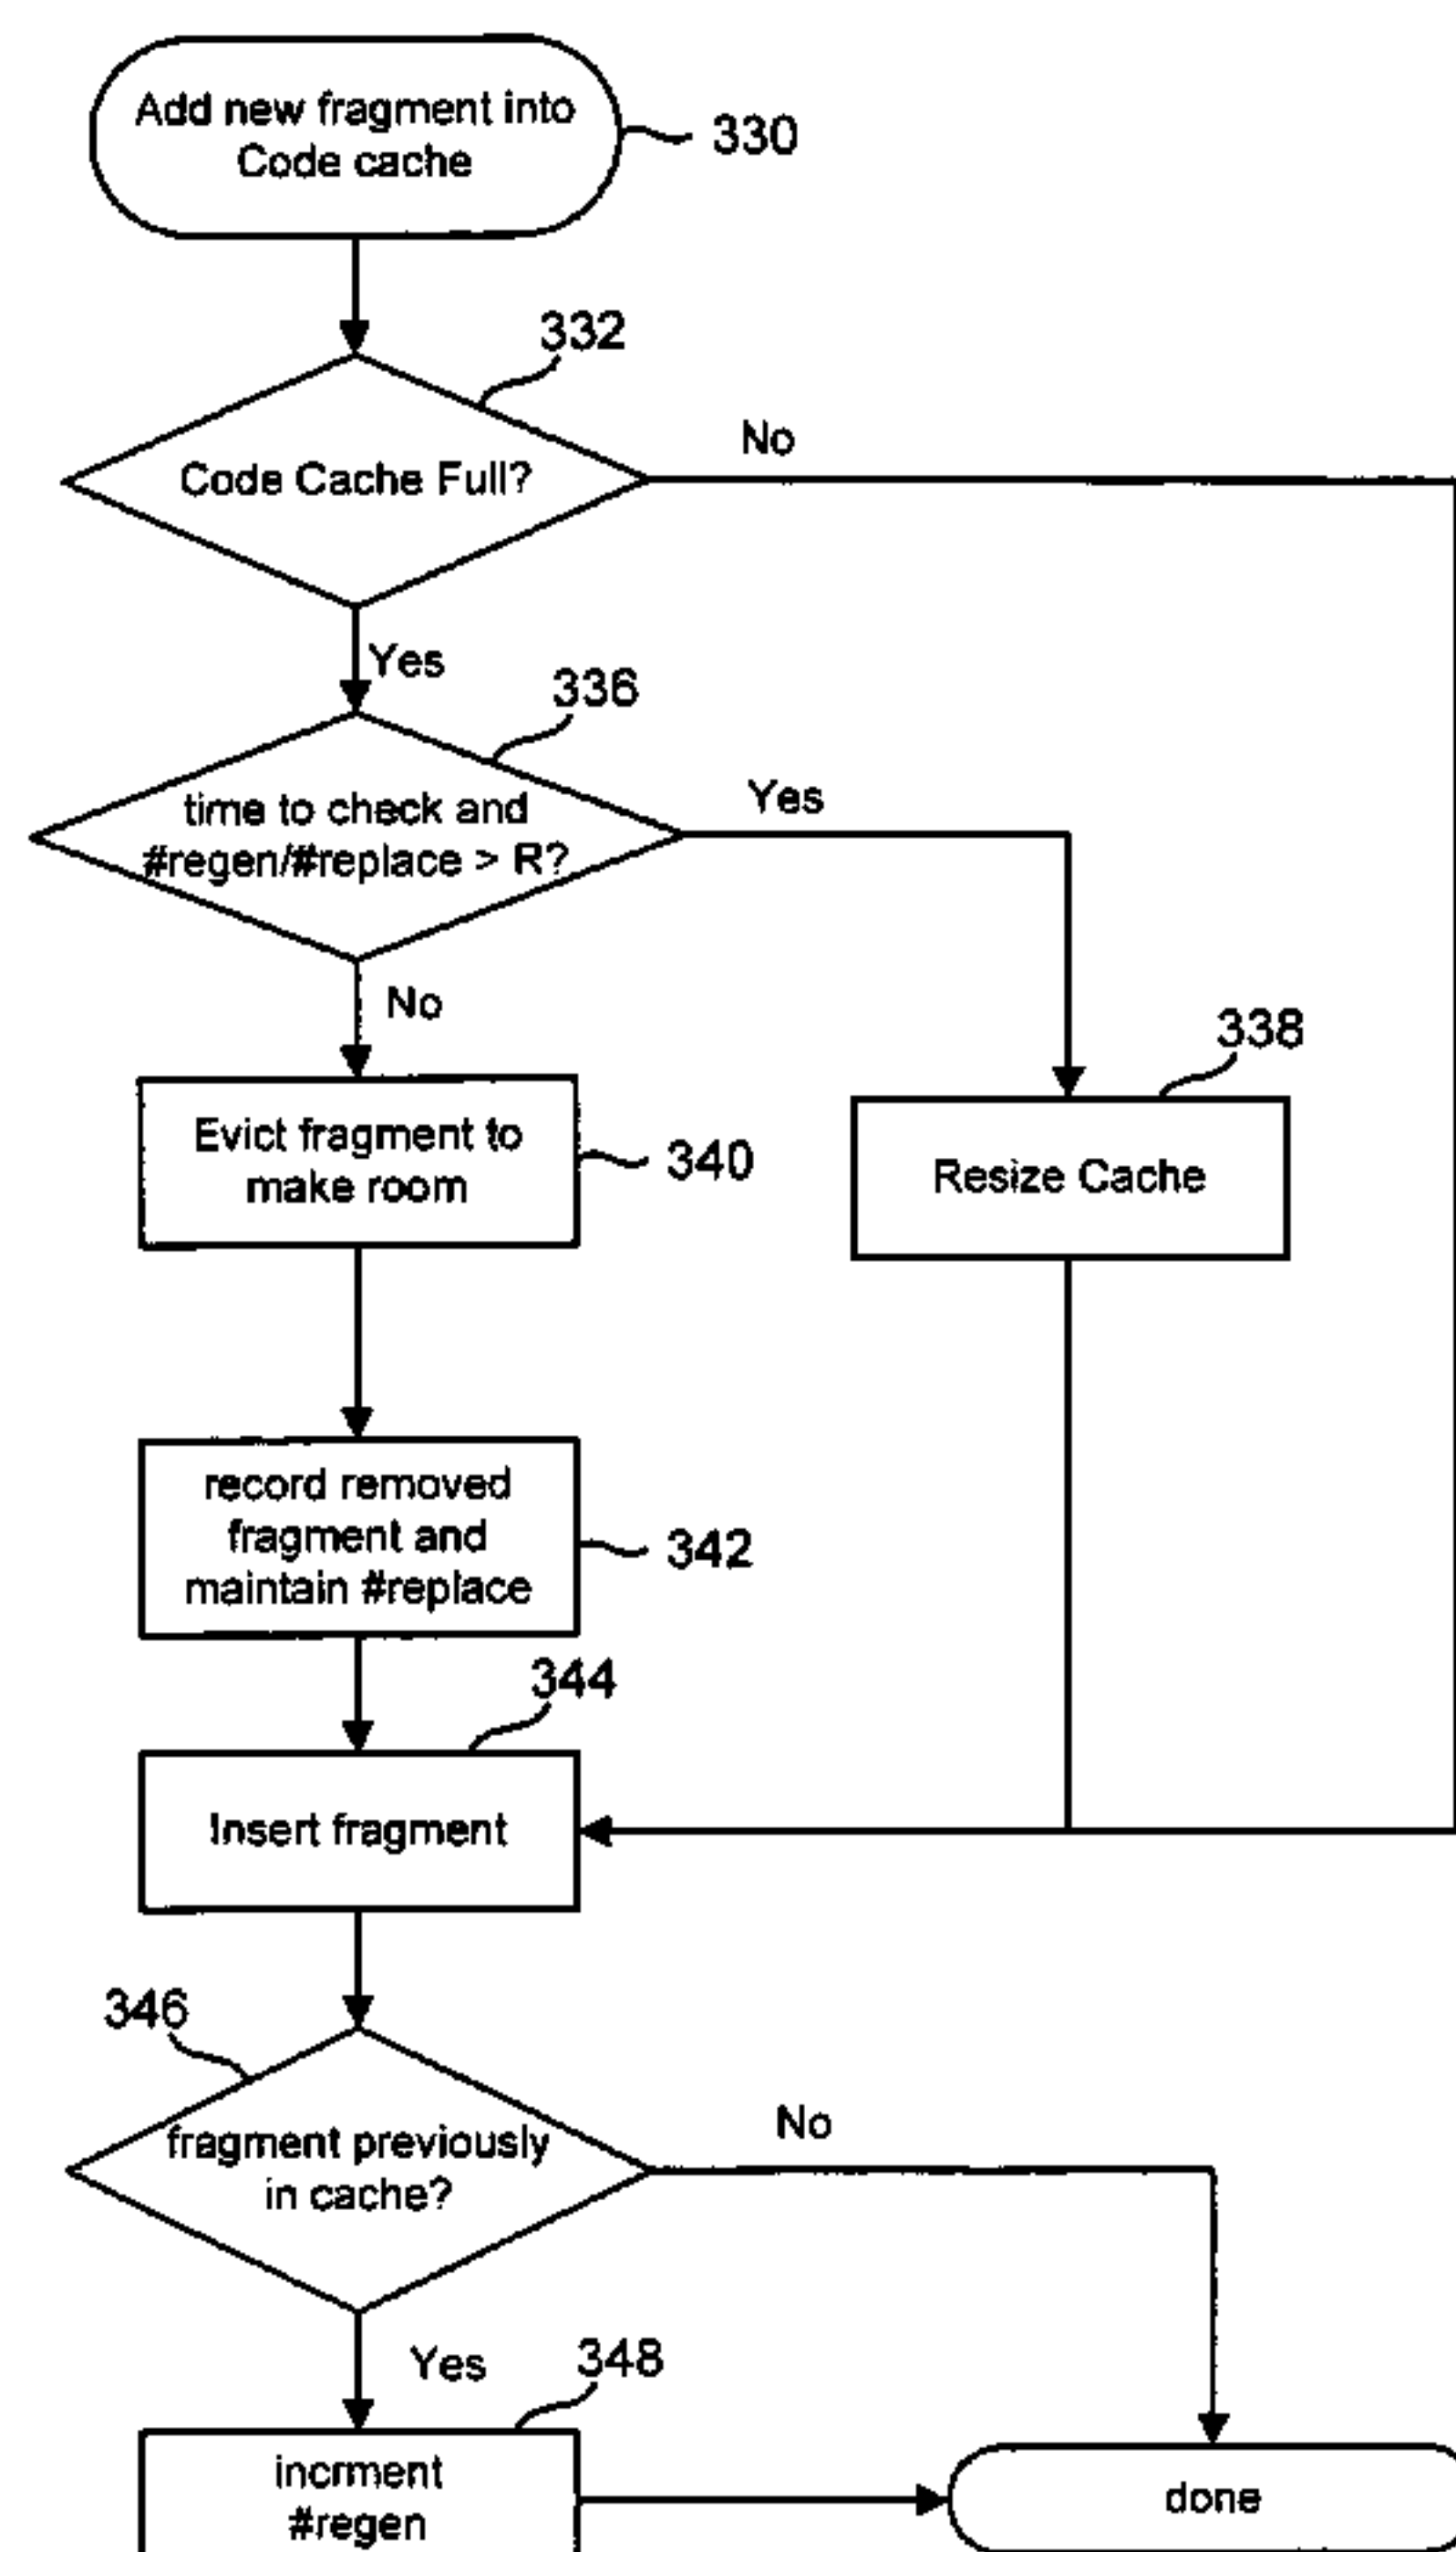 Add new fragment into
Code cache
330
332
No
Code Cache Full?
Yes
336
Yes
time to check and
#regen/#replace > R?
No
338
Evict fragment to
make room
340
Resize Cache
record removed
fragment and
maintain #replace
342
344
Insert fragment
346
No
fragment previously
in cache?
Yes
348
incrment
#regen
done